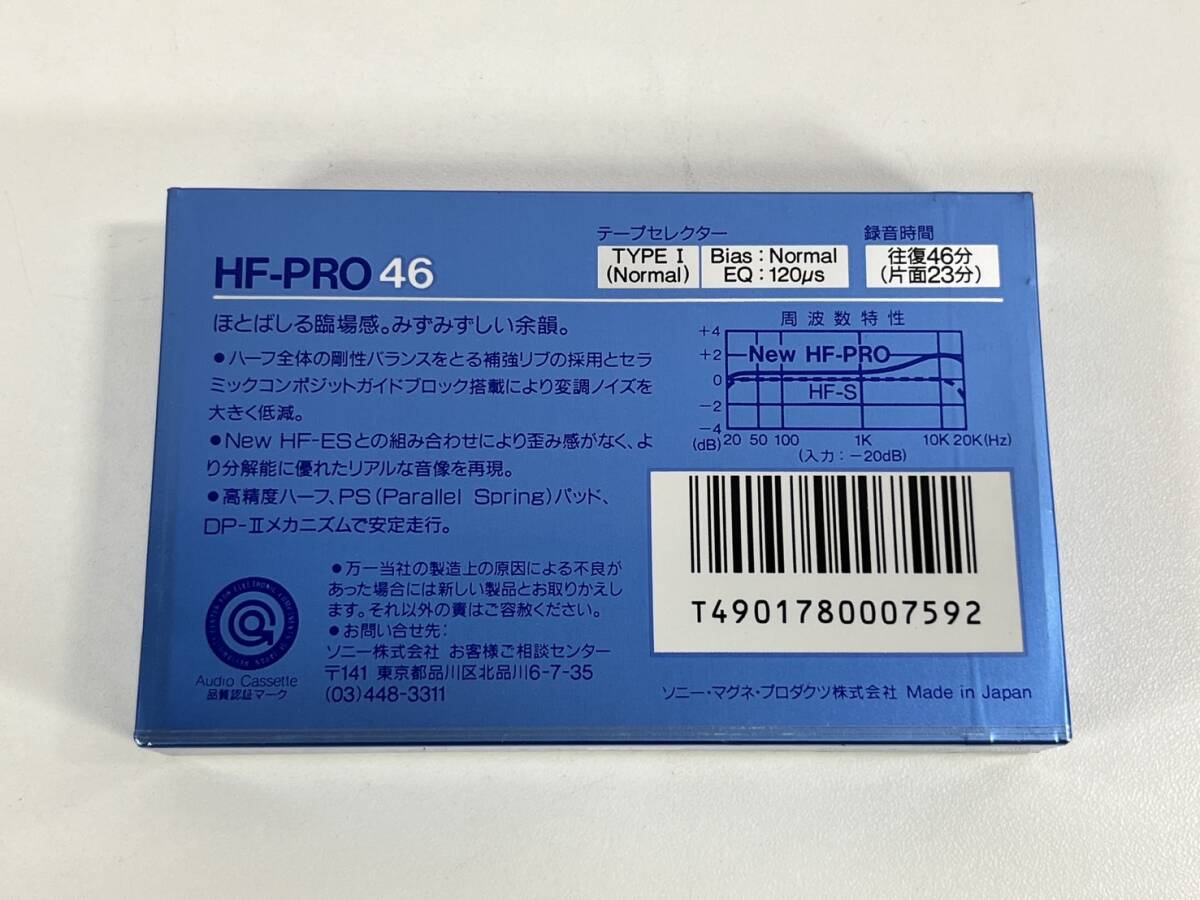 HF-PRO 46
テープセレクター
TYPE I
(Normal)
Bias：Normal
EQ：120μs
録音時間
往復46分
(片面23分)
ほとばしる臨場感。みずみずしい余韻。
●ハーフ全体の剛性バランスをとる補強リブの採用とセラ
ミックコンポジットガイドブロック搭載により変調ノイズを
大きく低減。
●New HF-ESとの組み合わせにより歪み感がなく、よ
り分解能に優れたリアルな音像を再現。
●高精度ハーフ、PS(Parallel Spring)パッド、
DP-IIメカニズムで安定走行。
周波数特性
+4
+2
0
-2
-4
(dB)
New HF-PRO
HF-S
20 50 100 1K 10K 20K(Hz)
(入力：-20dB)
T4901780007592
●万一当社の製造上の原因による不良が
あった場合には新しい製品とお取りかえし
ます。それ以外の責はご容赦ください。
●お問い合せ先：
ソニー株式会社 お客様ご相談センター
〒141 東京都品川区北品川6-7-35
(03)448-3311
Audio Cassette
品質認証マーク
ソニー・マグネ・プロダクツ株式会社 Made in Japan